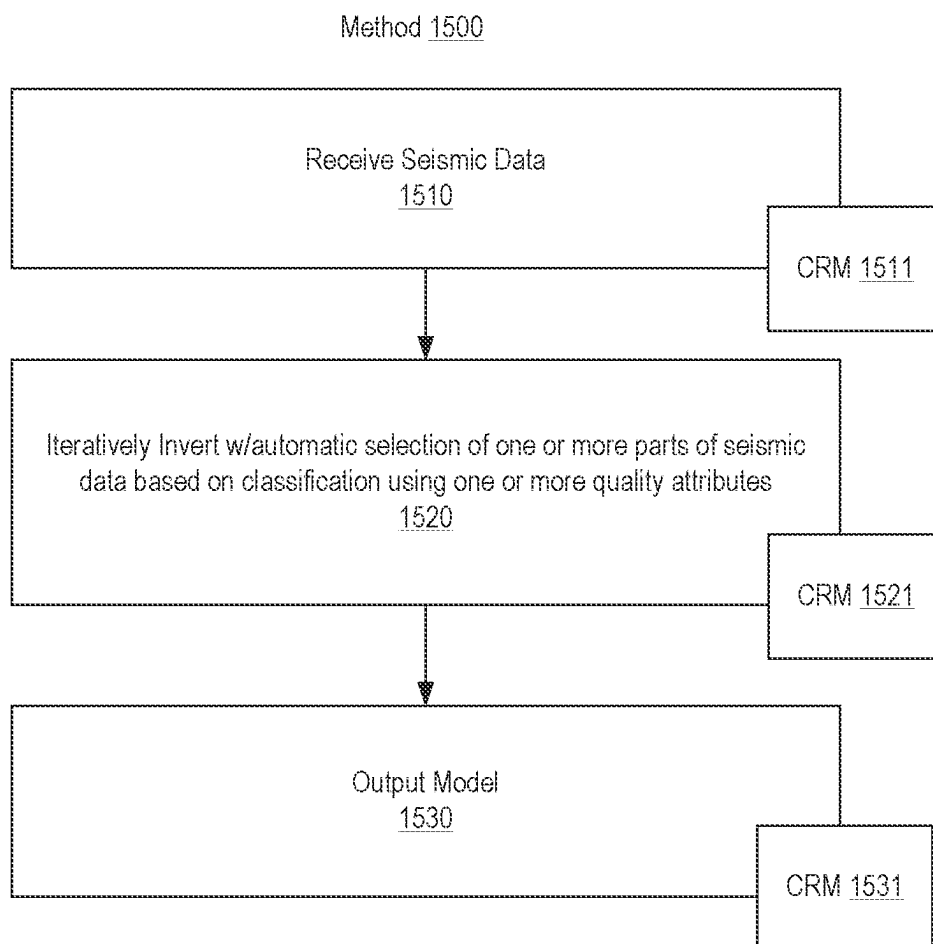 Method 1500
Receive Seismic Data
1510
CRM 1511
Iteratively Invert w/automatic selection of one or more parts of seismic
data based on classification using one or more quality attributes
1520
CRM 1521
Output Model
1530
CRM 1531